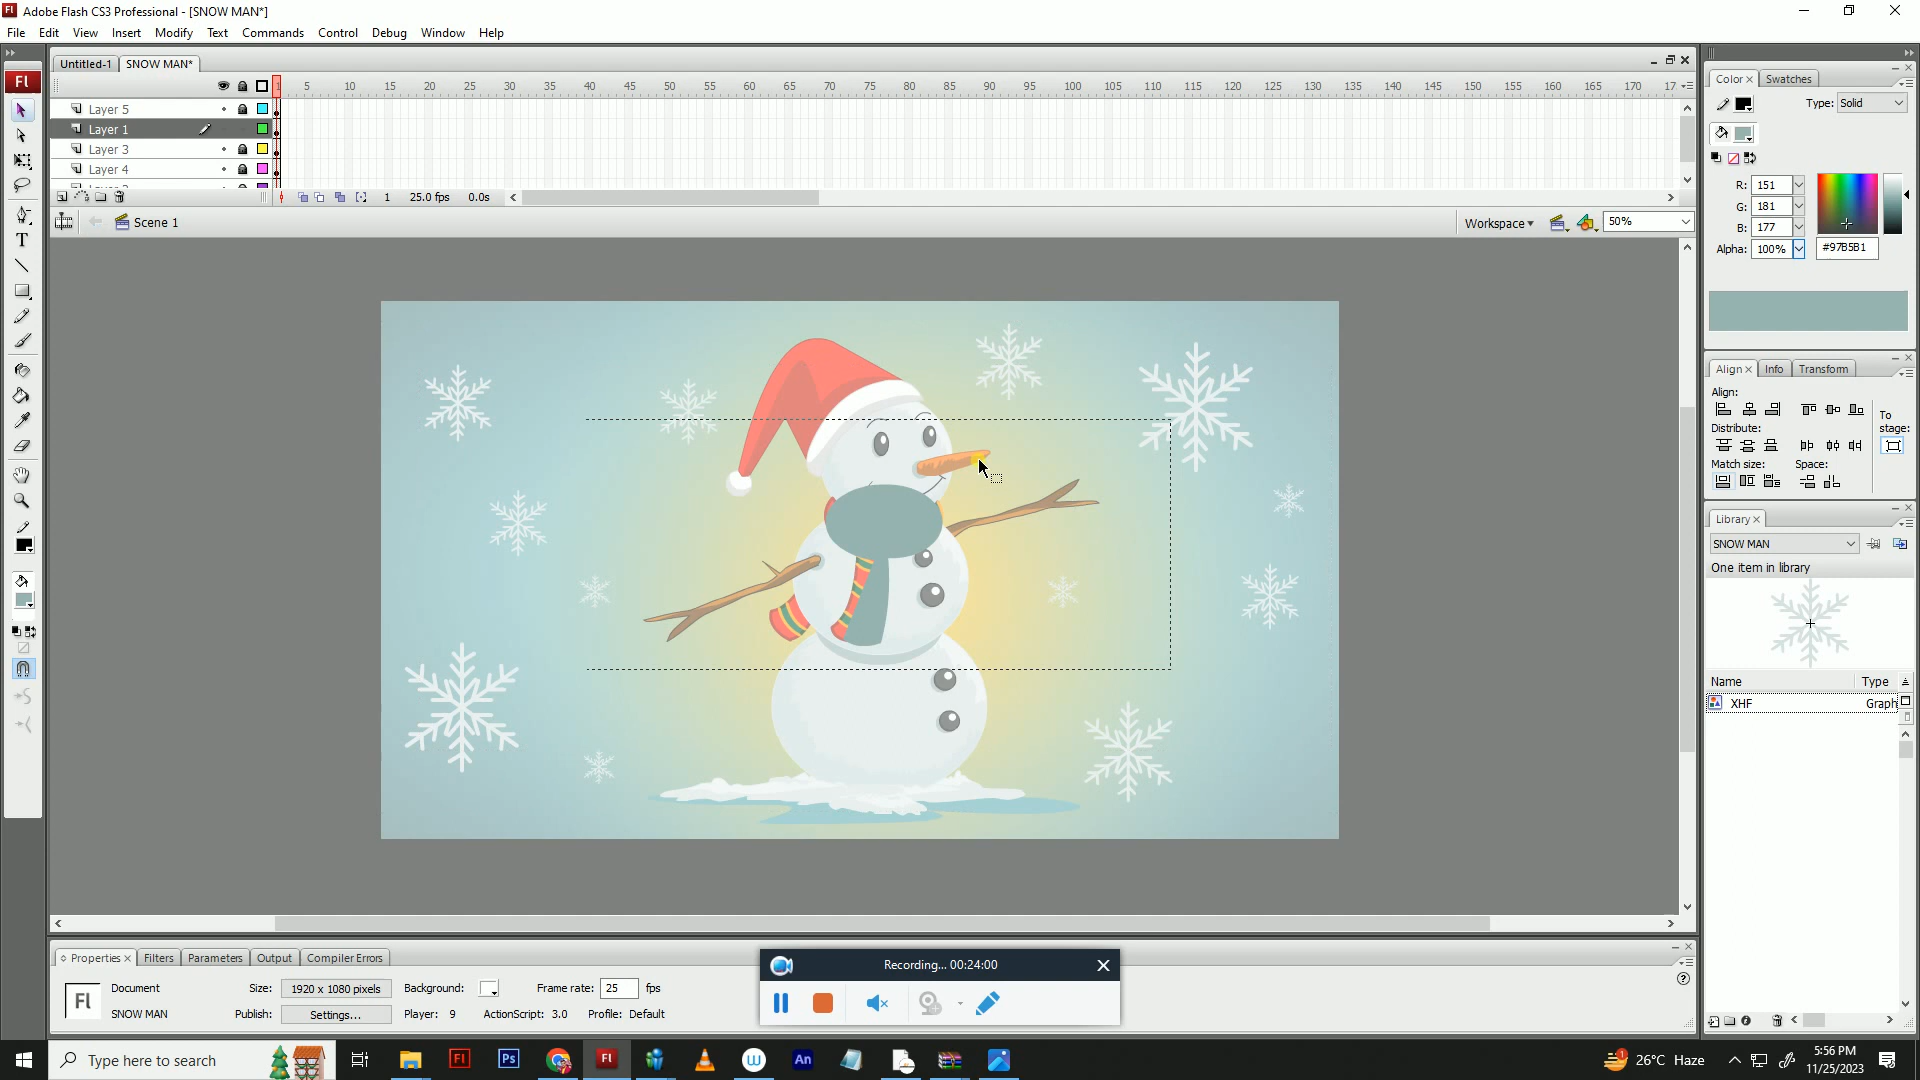 Adobe Flash CS3 Professional - [SNOW MAN*]
File Edit View Insert Modify Text Commands Control Debug Window Help
Untitled-1 SNOW MAN*
1 5 10 15 20 25 30 35 40 45 50 55 60 65 70 75 80 85 90 95 100 105 110 115 120 125 130 135 140 145 150 155 160 165 170 17
Layer 5
Layer 1
Layer 3
Layer 4
1 25.0 fps 0.0s
Scene 1
Workspace 50%
Color Swatches
Type: Solid
R: 151
G: 181
B: 177
Alpha: 100% #97B5B1
Align Info Transform
Align:
To stage:
Distribute:
Match size: Space:
Library
SNOW MAN
One item in library
Name Type
XHF Graph
Properties Filters Parameters Output Compiler Errors
Fl Document Size: 1920 x 1080 pixels Background: Frame rate: 25 fps
SNOW MAN Publish: Settings... Player: 9 ActionScript: 3.0 Profile: Default
Recording... 00:24:00
Type here to search
26°C Haze
5:56 PM
11/25/2023